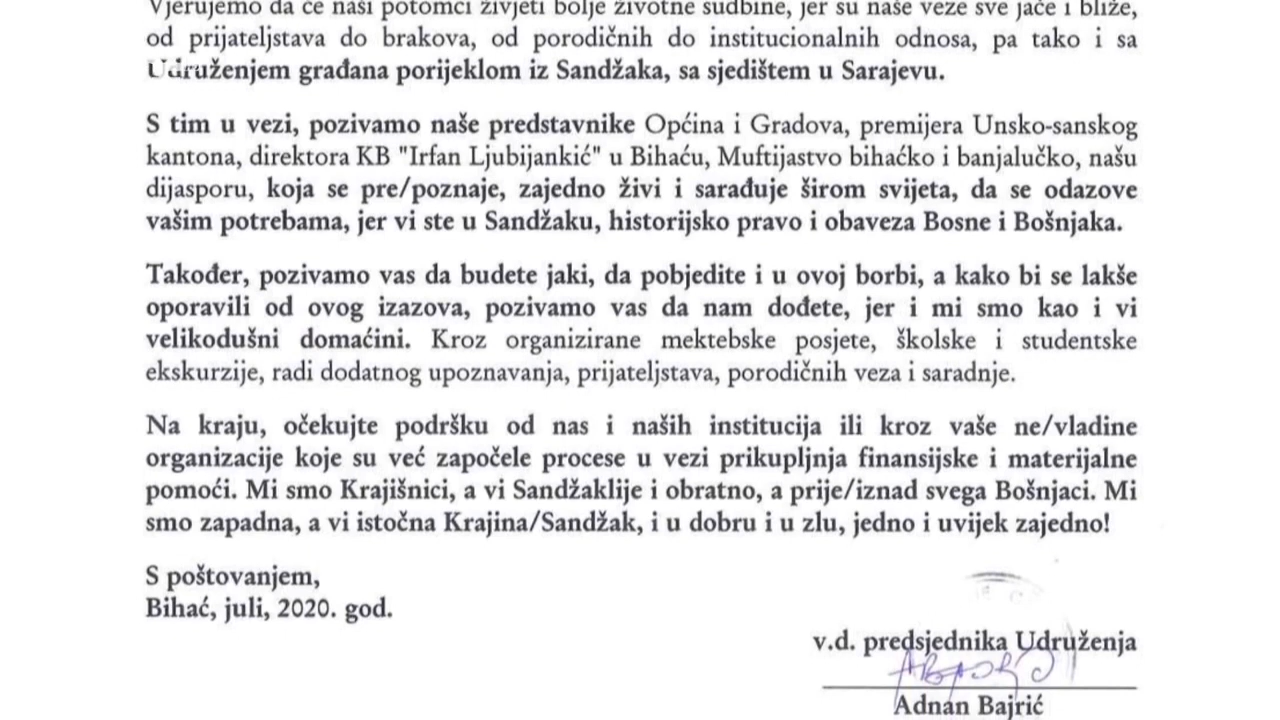 Vjerujemo da će naši potomci živjeti bolje životne sudbine, jer su naše veze sve jače i bliže,
od prijateljstava do brakova, od porodičnih do institucionalnih odnosa, pa tako i sa
Udruženjem građana porijeklom iz Sandžaka, sa sjedištem u Sarajevu.
S tim u vezi, pozivamo naše predstavnike Općina i Gradova, premijera Unsko-sanskog
kantona, direktora KB "Irfan Ljubijankić" u Bihaću, Muftijastvo bihaćko i banjalučko, našu
dijasporu, koja se pre/poznaje, zajedno živi i sarađuje širom svijeta, da se odazove
vašim potrebama, jer vi ste u Sandžaku, historijsko pravo i obaveza Bosne i Bošnjaka.
Također, pozivamo vas da budete jaki, da pobjedite i u ovoj borbi, a kako bi se lakše
oporavili od ovog izazova, pozivamo vas da nam dođete, jer i mi smo kao i vi
velikodušni domaćini. Kroz organizirane mektebske posjete, školske i studentske
ekskurzije, radi dodatnog upoznavanja, prijateljstava, porodičnih veza i saradnje.
Na kraju, očekujte podršku od nas i naših institucija ili kroz vaše ne/vladine
organizacije koje su već započele procese u vezi prikupljnja finansijske i materijalne
pomoći. Mi smo Krajišnici, a vi Sandžaklije i obratno, a prije/iznad svega Bošnjaci. Mi
smo zapadna, a vi istočna Krajina/Sandžak, i u dobru i u zlu, jedno i uvijek zajedno!
S poštovanjem,
Bihać, juli, 2020. god.
v.d. predsjednika Udruženja
Adnan Bajrić